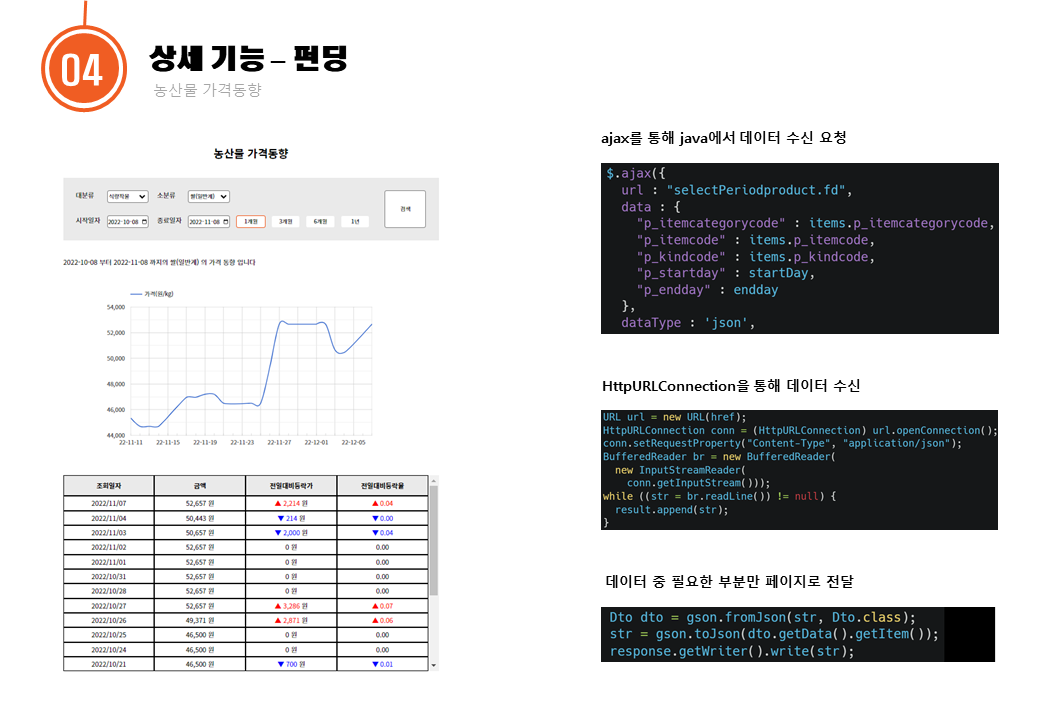 04
상세 기능 – 펀딩
농산물 가격동향
농산물 가격동향
대분류 식량작물 소분류 쌀(일반계)
시작일자 2022-10-08 종료일자 2022-11-08 1개월 3개월 6개월 1년
검색
2022-10-08 부터 2022-11-08 까지의 쌀(일반계) 의 가격 동향 입니다
가격(원/kg)
54,000
52,000
50,000
48,000
46,000
44,000
22-11-11 22-11-15 22-11-19 22-11-23 22-11-27 22-12-01 22-12-05
조회일자 금액 전일대비등락가 전일대비등락율
2022/11/07 52,657 원 ▲ 2,214 원 ▲ 0.04
2022/11/04 50,443 원 ▼ 214 원 ▼ 0.00
2022/11/03 50,657 원 ▼ 2,000 원 ▼ 0.04
2022/11/02 52,657 원 0 원 0.00
2022/11/01 52,657 원 0 원 0.00
2022/10/31 52,657 원 0 원 0.00
2022/10/28 52,657 원 0 원 0.00
2022/10/27 52,657 원 ▲ 3,286 원 ▲ 0.07
2022/10/26 49,371 원 ▲ 2,871 원 ▲ 0.06
2022/10/25 46,500 원 0 원 0.00
2022/10/24 46,500 원 0 원 0.00
2022/10/21 46,500 원 ▼ 700 원 ▼ 0.01
ajax를 통해 java에서 데이터 수신 요청
$.ajax({
url : "selectPeriodproduct.fd",
data : {
"p_itemcategorycode" : items.p_itemcategorycode,
"p_itemcode" : items.p_itemcode,
"p_kindcode" : items.p_kindcode,
"p_startday" : startDay,
"p_endday" : endday
},
dataType : 'json',
HttpURLConnection을 통해 데이터 수신
URL url = new URL(href);
HttpURLConnection conn = (HttpURLConnection) url.openConnection();
conn.setRequestProperty("Content-Type", "application/json");
BufferedReader br = new BufferedReader(
new InputStreamReader(
conn.getInputStream()));
while ((str = br.readLine()) != null) {
result.append(str);
}
데이터 중 필요한 부분만 페이지로 전달
Dto dto = gson.fromJson(str, Dto.class);
str = gson.toJson(dto.getData().getItem());
response.getWriter().write(str);